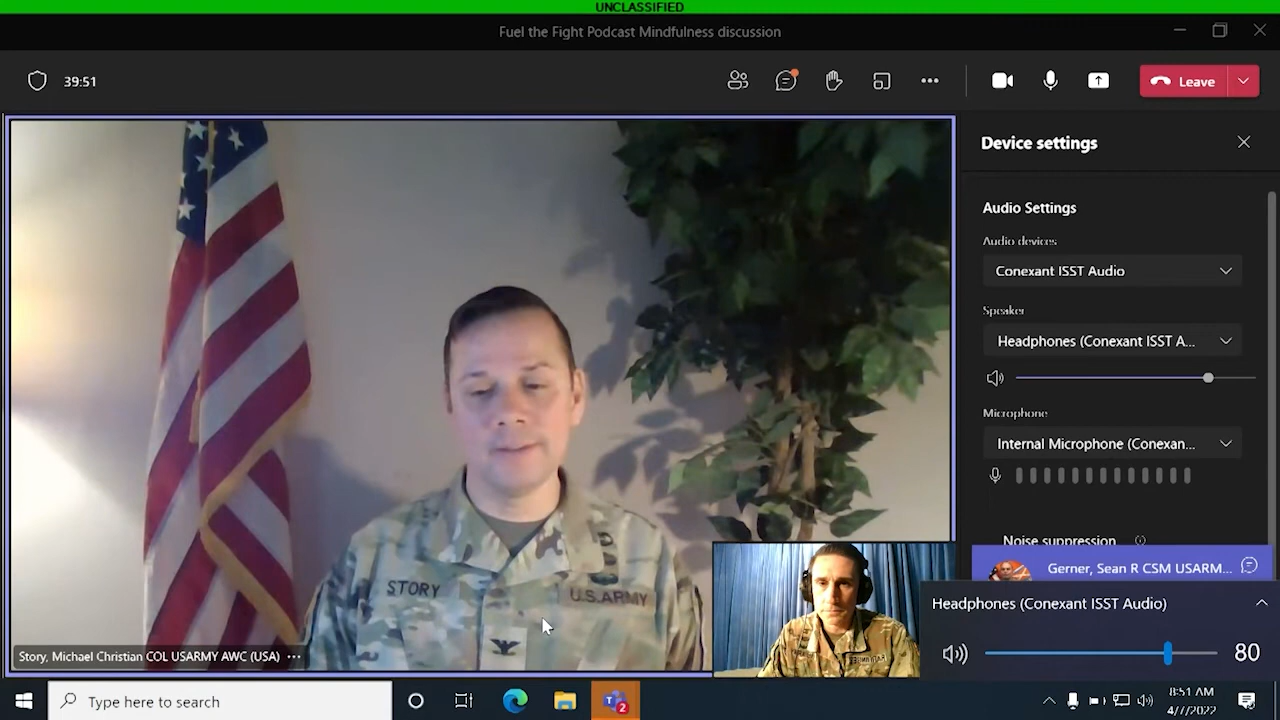 UNCLASSIFIED
Fuel the Fight Podcast Mindfulness discussion
39:51
Leave
Device settings
Audio Settings
Audio devices
Conexant ISST Audio
Speaker
Headphones (Conexant ISST A...
Microphone
Internal Microphone (Conexan...
Noise suppression
Gerner, Sean R CSM USARM...
Headphones (Conexant ISST Audio)
80
STORY
U.S.ARMY
Story, Michael Christian COL USARMY AWC (USA) ...
Type here to search
2
8:51 AM
4/7/2022